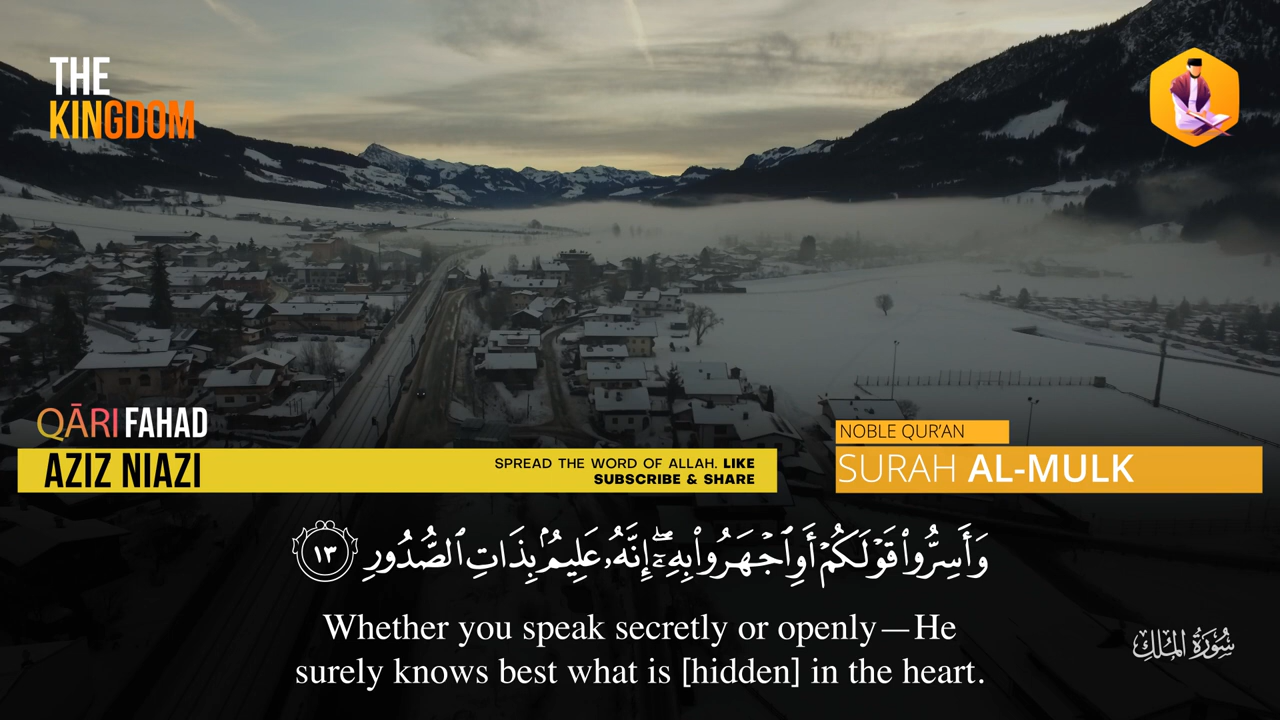 THE
KINGDOM
QĀRI FAHAD
AZIZ NIAZI
SPREAD THE WORD OF ALLAH. LIKE
SUBSCRIBE & SHARE
NOBLE QUR'AN
SURAH AL-MULK
وَأَسِرُّوا۟ قَوْلَكُمْ أَوِ ٱجْهَرُوا۟ بِهِۦٓ ۖ إِنَّهُۥ عَلِيمٌۢ بِذَاتِ ٱلصُّدُورِ ١٣
Whether you speak secretly or openly—He
surely knows best what is [hidden] in the heart.
سُورَةُ المُلْكِ